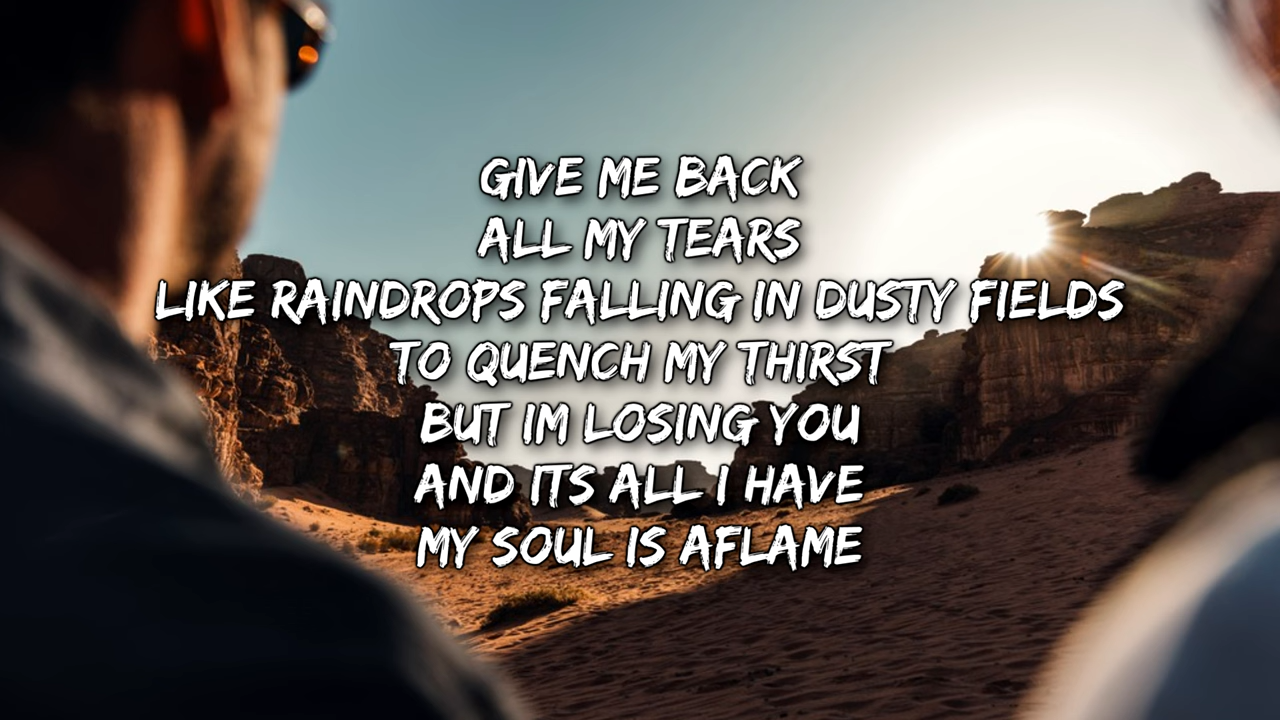 GIVE ME BACK
ALL MY TEARS
LIKE RAINDROPS FALLING IN DUSTY FIELDS
TO QUENCH MY THIRST
BUT IM LOSING YOU
AND ITS ALL I HAVE
MY SOUL IS AFLAME